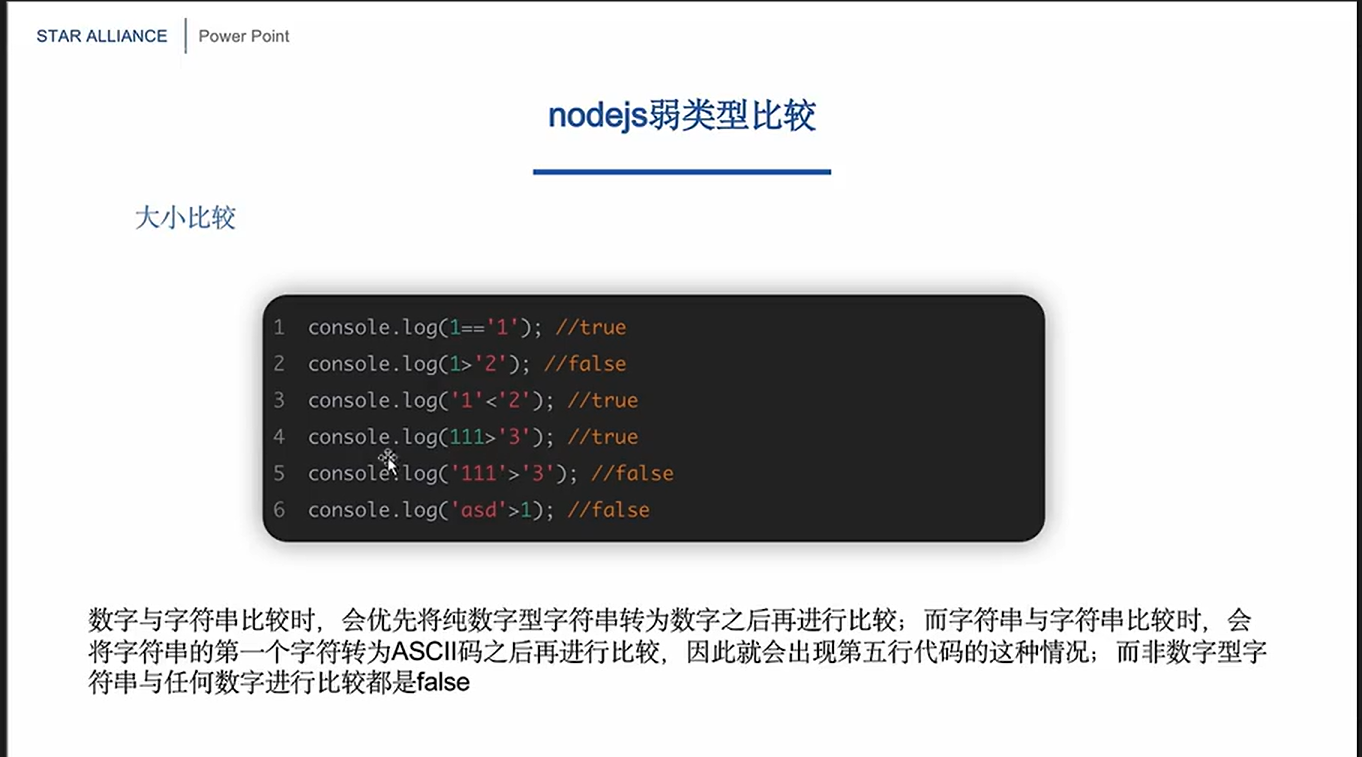 STAR ALLIANCE Power Point
nodejs弱类型比较
大小比较
1 console.log(1=='1'); //true
2 console.log(1>'2'); //false
3 console.log('1'<'2'); //true
4 console.log(111>'3'); //true
5 console.log('111'>'3'); //false
6 console.log('asd'>1); //false
数字与字符串比较时，会优先将纯数字型字符串转为数字之后再进行比较；而字符串与字符串比较时，会
将字符串的第一个字符转为ASCII码之后再进行比较，因此就会出现第五行代码的这种情况；而非数字型字
符串与任何数字进行比较都是false